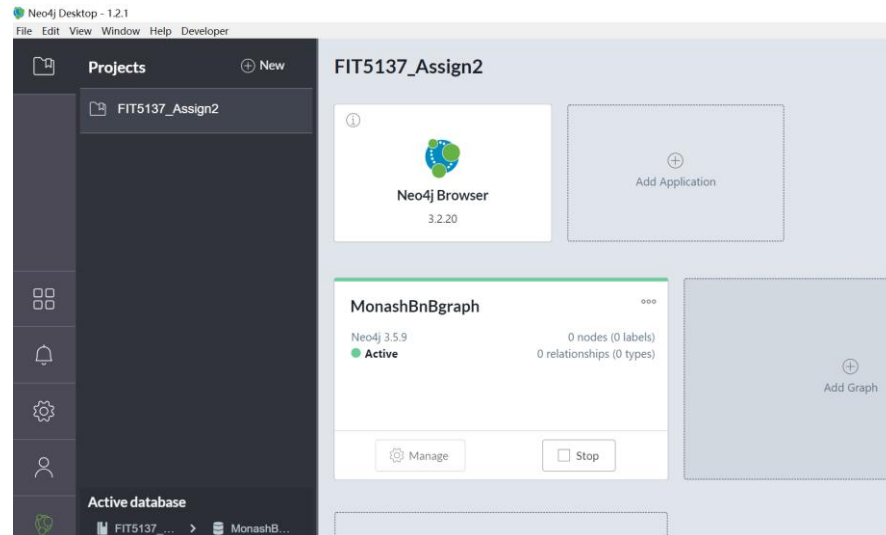 Neo4j Desktop - 1.2.1
File Edit View Window Help Developer
Projects
New
FIT5137_Assign2
FIT5137_Assign2
Neo4j Browser
3.2.20
Add Application
MonashBnBgraph
Neo4j 3.5.9
0 nodes (0 labels)
Active
0 relationships (0 types)
Add Graph
Manage
Stop
Active database
FIT5137_... > MonashB...